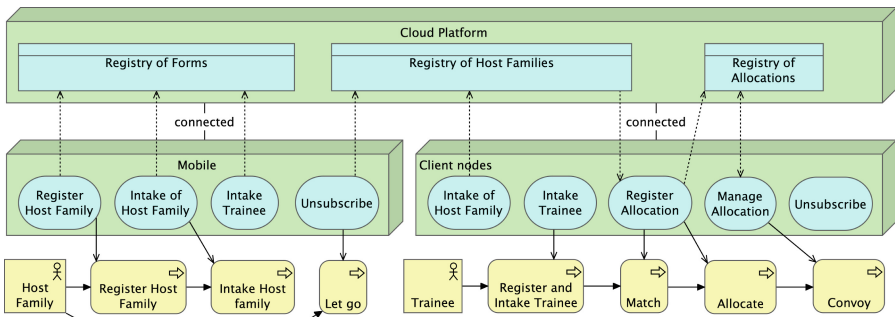 Cloud Platform
Registry of Forms
Registry of Host Families
Registry of
Allocations
connected
connected
Mobile
Client nodes
Register
Host Family
Intake of
Host Family
Intake
Trainee
Unsubscribe
Intake of
Host Family
Intake
Trainee
Register
Allocation
Manage
Allocation
Unsubscribe
Host
Family
Register Host
Family
Intake Host
family
Let go
Trainee
Register and
Intake Trainee
Match
Allocate
Convoy